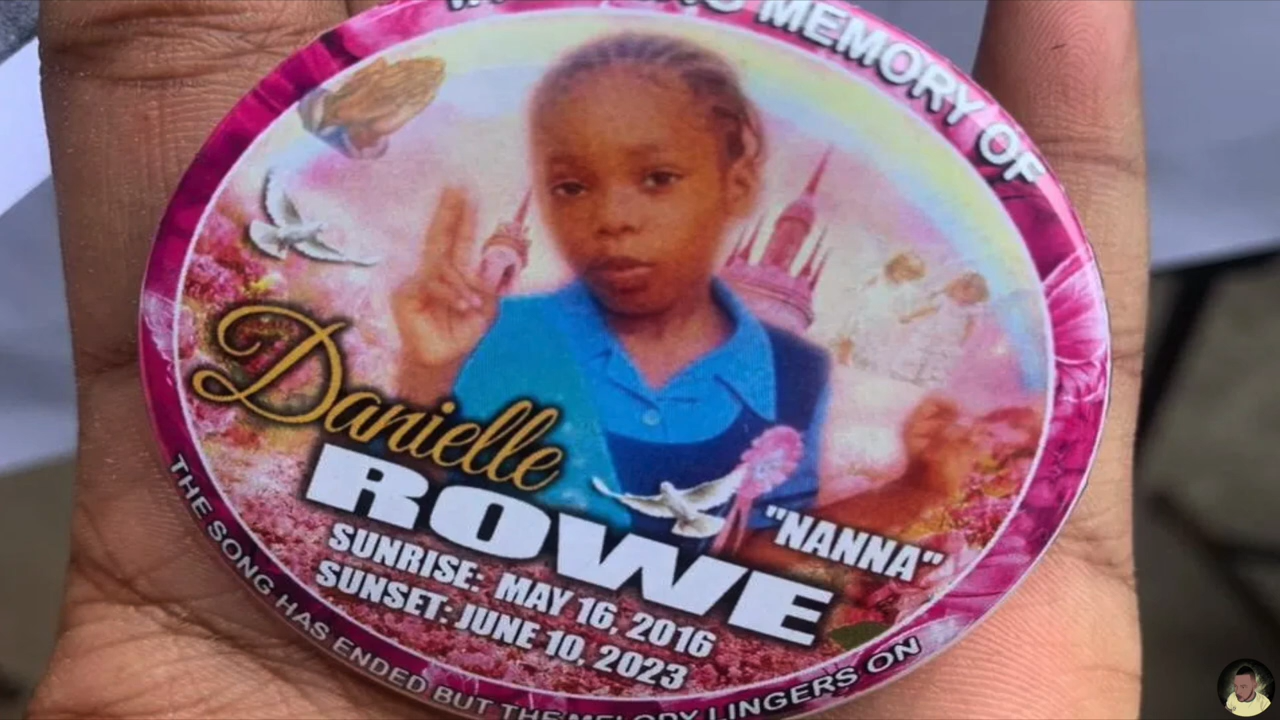 MEMORY OF
Danielle
ROWE
"NANNA"
SUNRISE: MAY 16, 2016
SUNSET: JUNE 10, 2023
THE SONG HAS ENDED BUT THE MELODY LINGERS ON